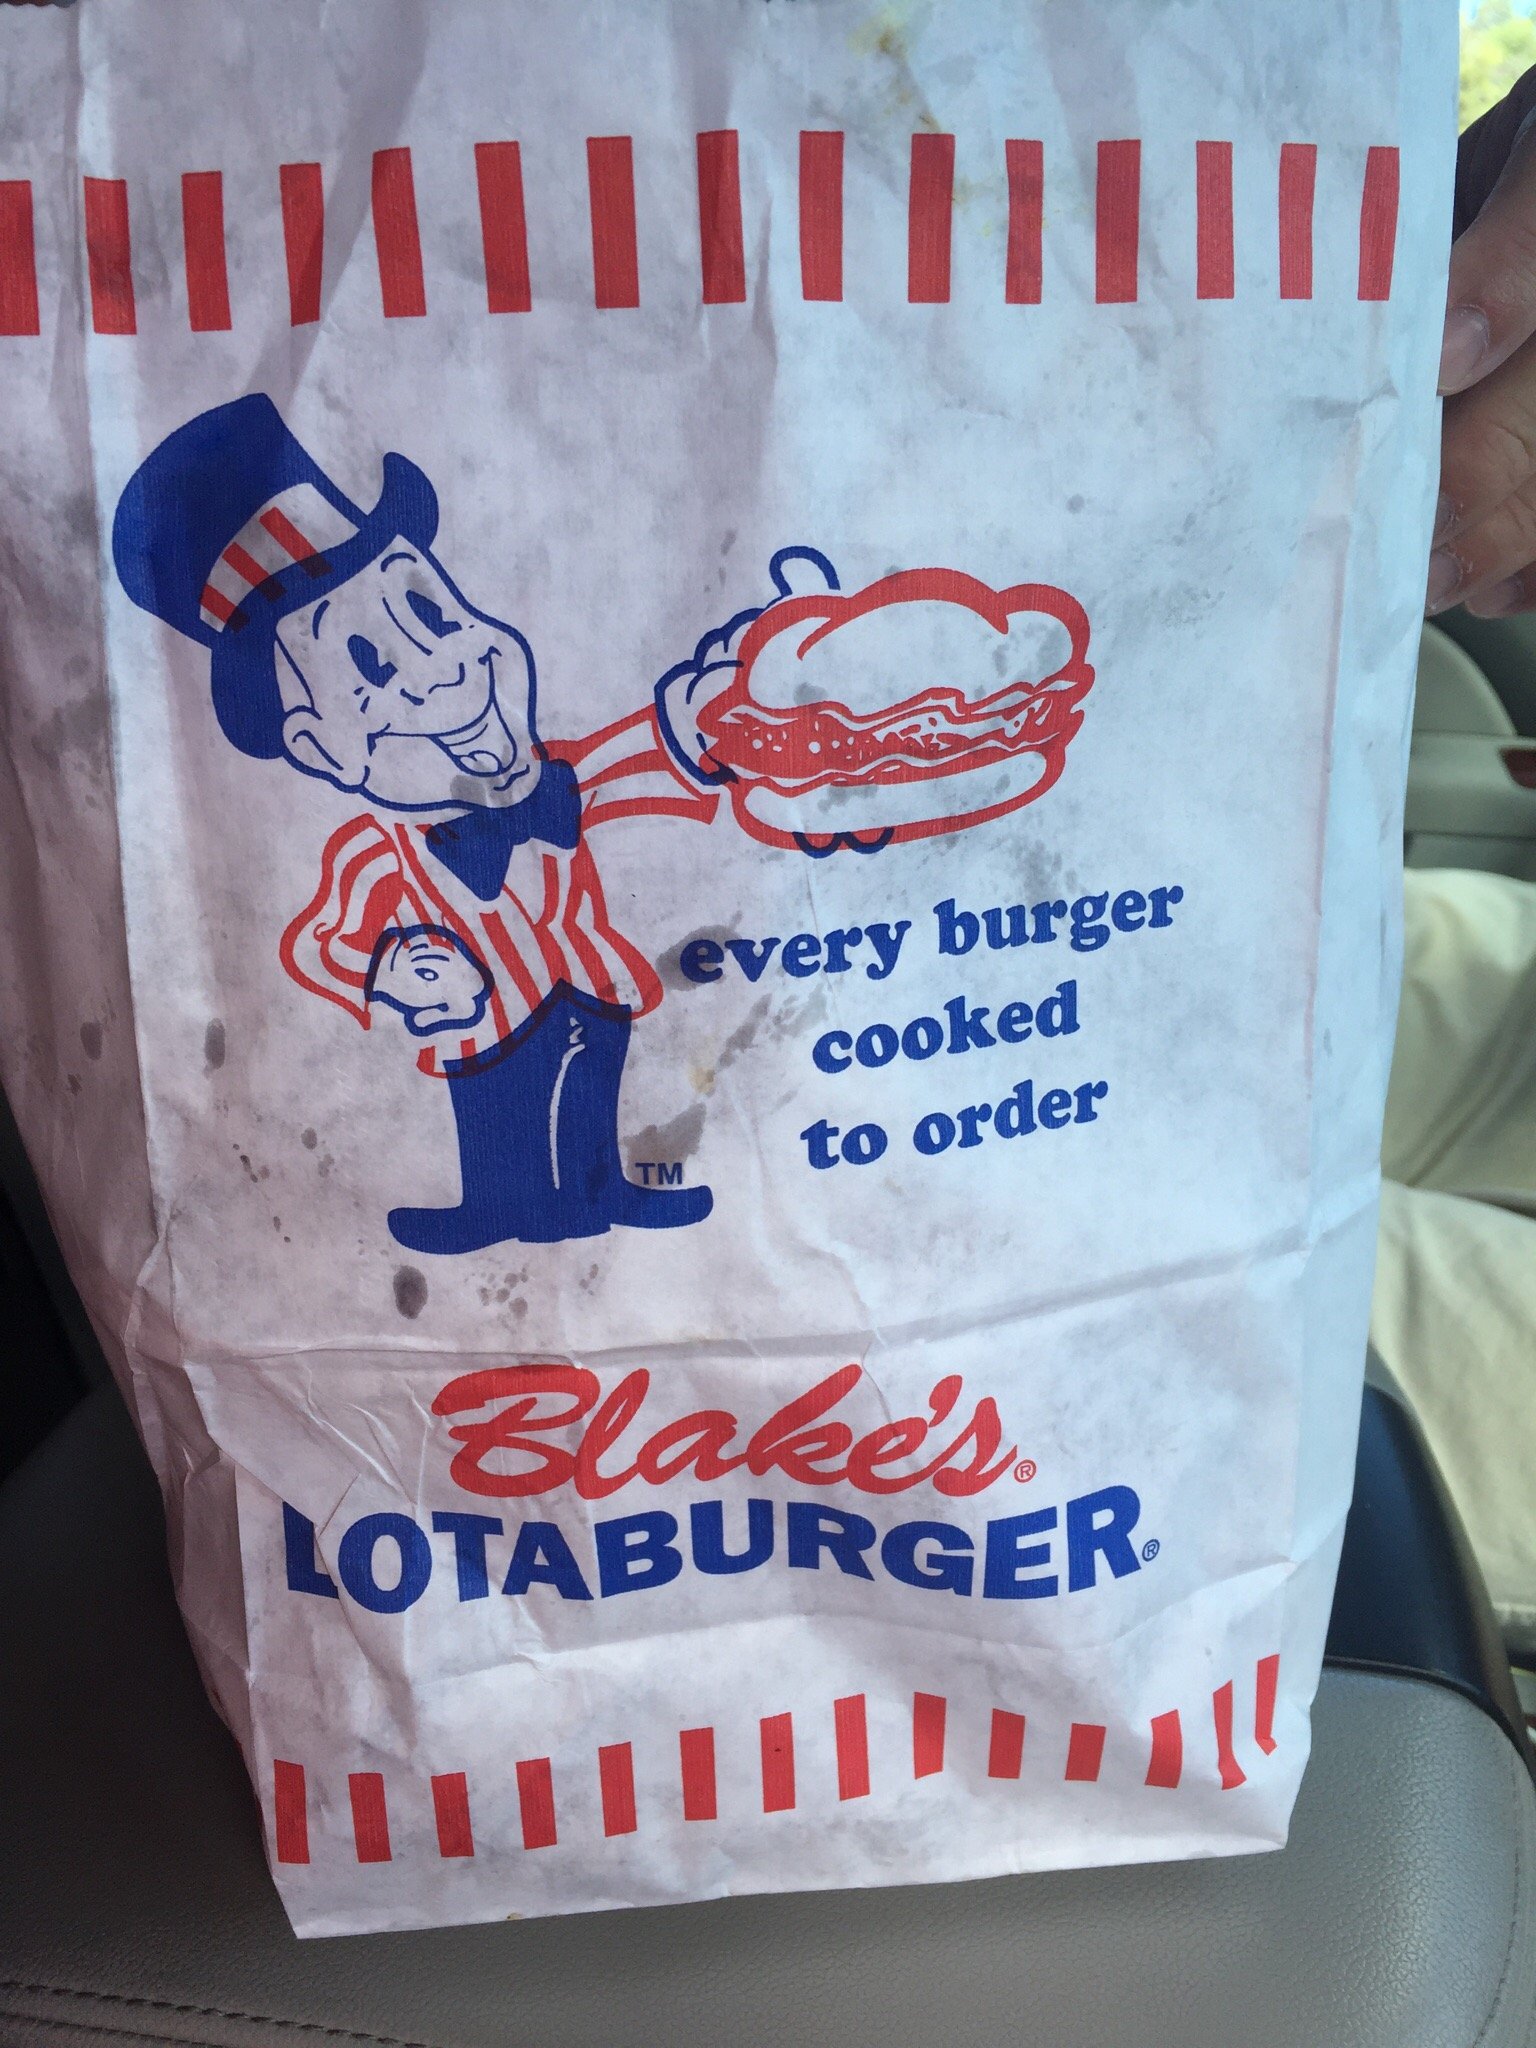 every burger
cooked
to order
TM
Blake's®
LOTABURGER®